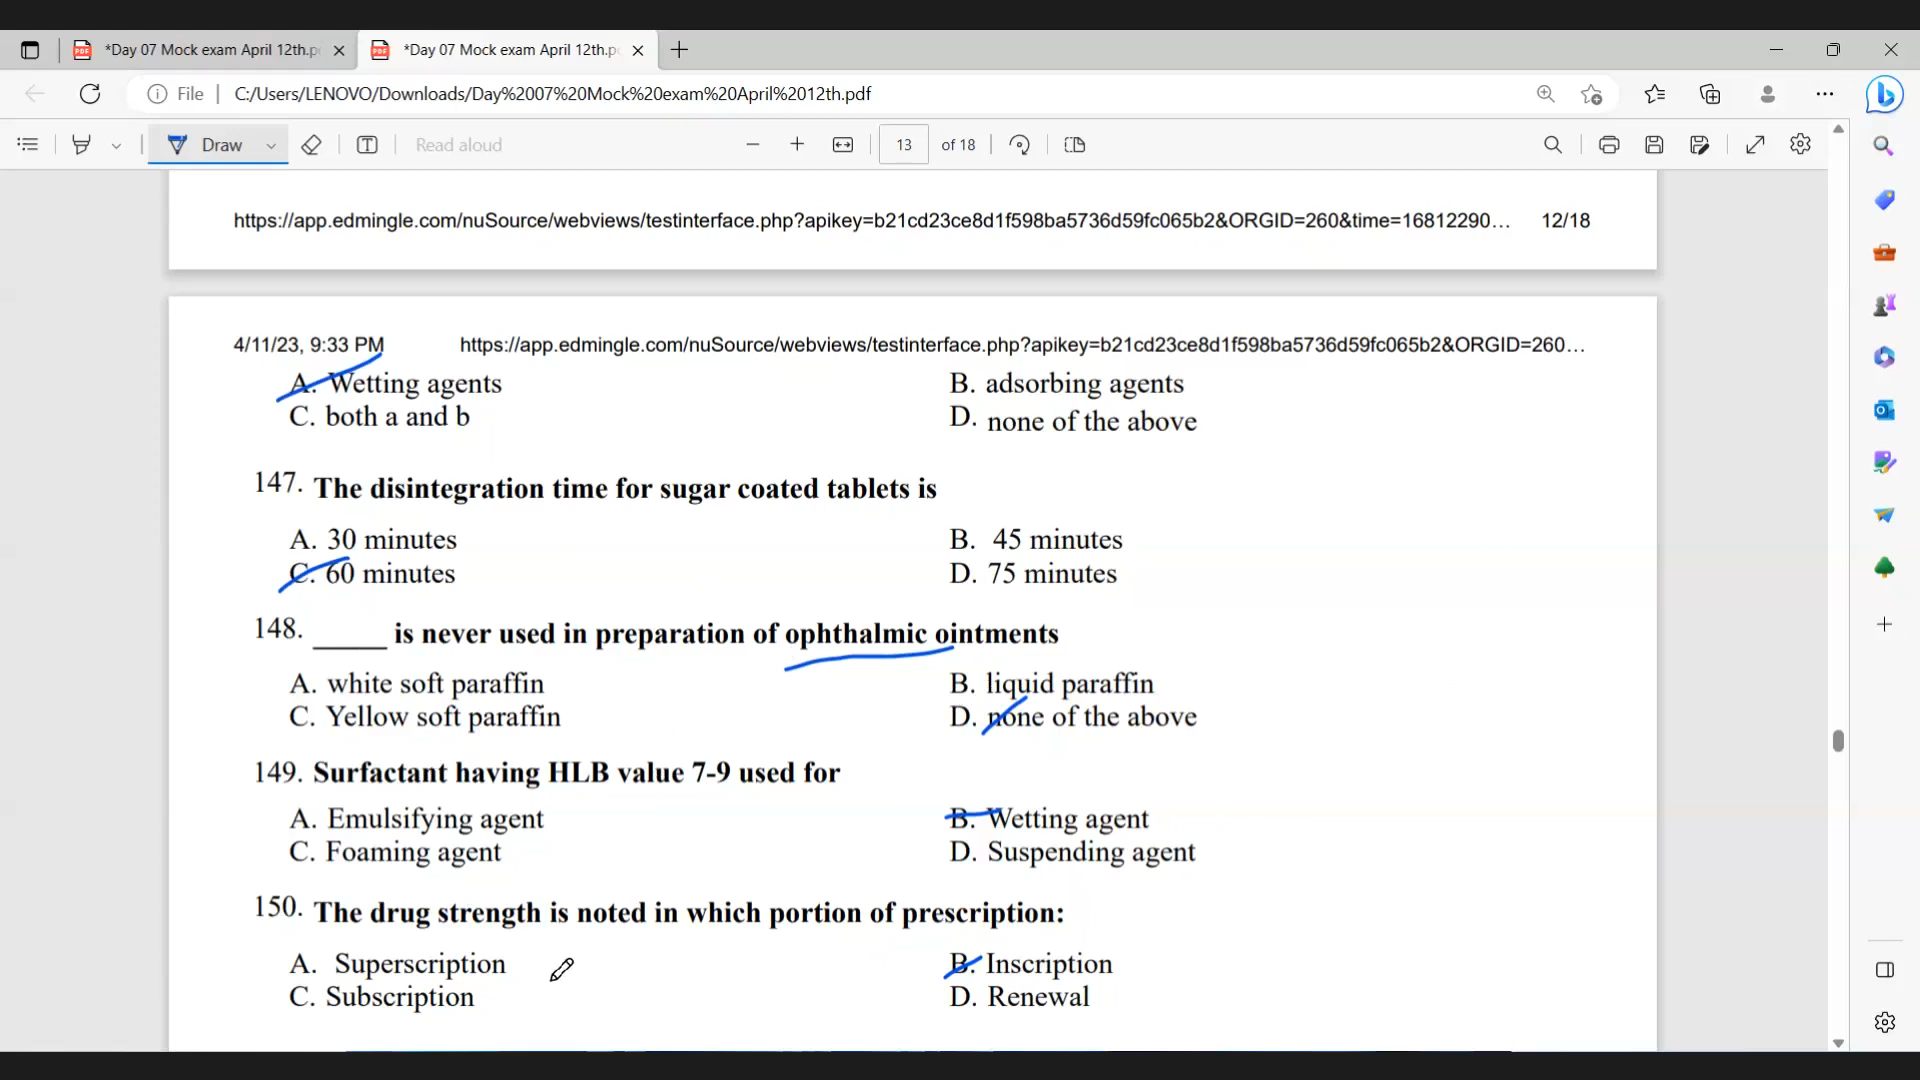 *Day 07 Mock exam April 12th.p
*Day 07 Mock exam April 12th.p
File
C:/Users/LENOVO/Downloads/Day%2007%20Mock%20exam%20April%2012th.pdf
Draw
Read aloud
13 of 18
https://app.edmingle.com/nuSource/webviews/testinterface.php?apikey=b21cd23ce8d1f598ba5736d59fc065b2&ORGID=260&time=16812290… 12/18
4/11/23, 9:33 PM https://app.edmingle.com/nuSource/webviews/testinterface.php?apikey=b21cd23ce8d1f598ba5736d59fc065b2&ORGID=260…
A. Wetting agents B. adsorbing agents
C. both a and b D. none of the above
147. The disintegration time for sugar coated tablets is
A. 30 minutes B. 45 minutes
C. 60 minutes D. 75 minutes
148. _____ is never used in preparation of ophthalmic ointments
A. white soft paraffin B. liquid paraffin
C. Yellow soft paraffin D. none of the above
149. Surfactant having HLB value 7-9 used for
A. Emulsifying agent B. Wetting agent
C. Foaming agent D. Suspending agent
150. The drug strength is noted in which portion of prescription:
A. Superscription B. Inscription
C. Subscription D. Renewal